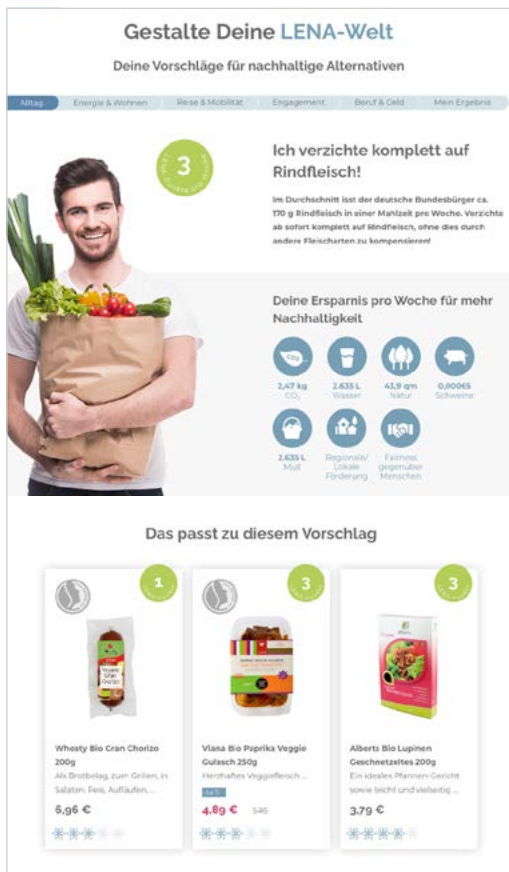 Gestalte Deine LENA-Welt
Deine Vorschläge für nachhaltige Alternativen
Alltag
Energie & Wohnen
Reise & Mobilität
Engagement
Beruf & Geld
Mein Ergebnis
3
Ich verzichte komplett auf
Rindfleisch!
Im Durchschnitt isst der deutsche Bundesbürger ca.
170 g Rindfleisch in einer Mahlzeit pro Woche. Verzichte
ab sofort komplett auf Rindfleisch, ohne dies durch
andere Fleischarten zu kompensieren!
Deine Ersparnis pro Woche für mehr
Nachhaltigkeit
CO2
2,47 kg
CO₂
2.635 L
Wasser
43,9 qm
Natur
0,00065
Schweine
2.635 L
Müll
Regionale/
Lokale
Förderung
Fairness
gegenüber
Menschen
Das passt zu diesem Vorschlag
1
Wheaty Bio Gran Chorizo
200g
Als Brotbelag, zum Grillen, in
Salaten, Reis, Aufläufen, ...
6,96 €
3
Viana Bio Paprika Veggie
Gulasch 250g
Herzhaftes Veggiefleisch ...
4,89 €
3
Alberts Bio Lupinen
Geschnetzeltes 200g
Ein ideales Pfannen-Gericht
sowie leicht und vielseitig ...
3,79 €